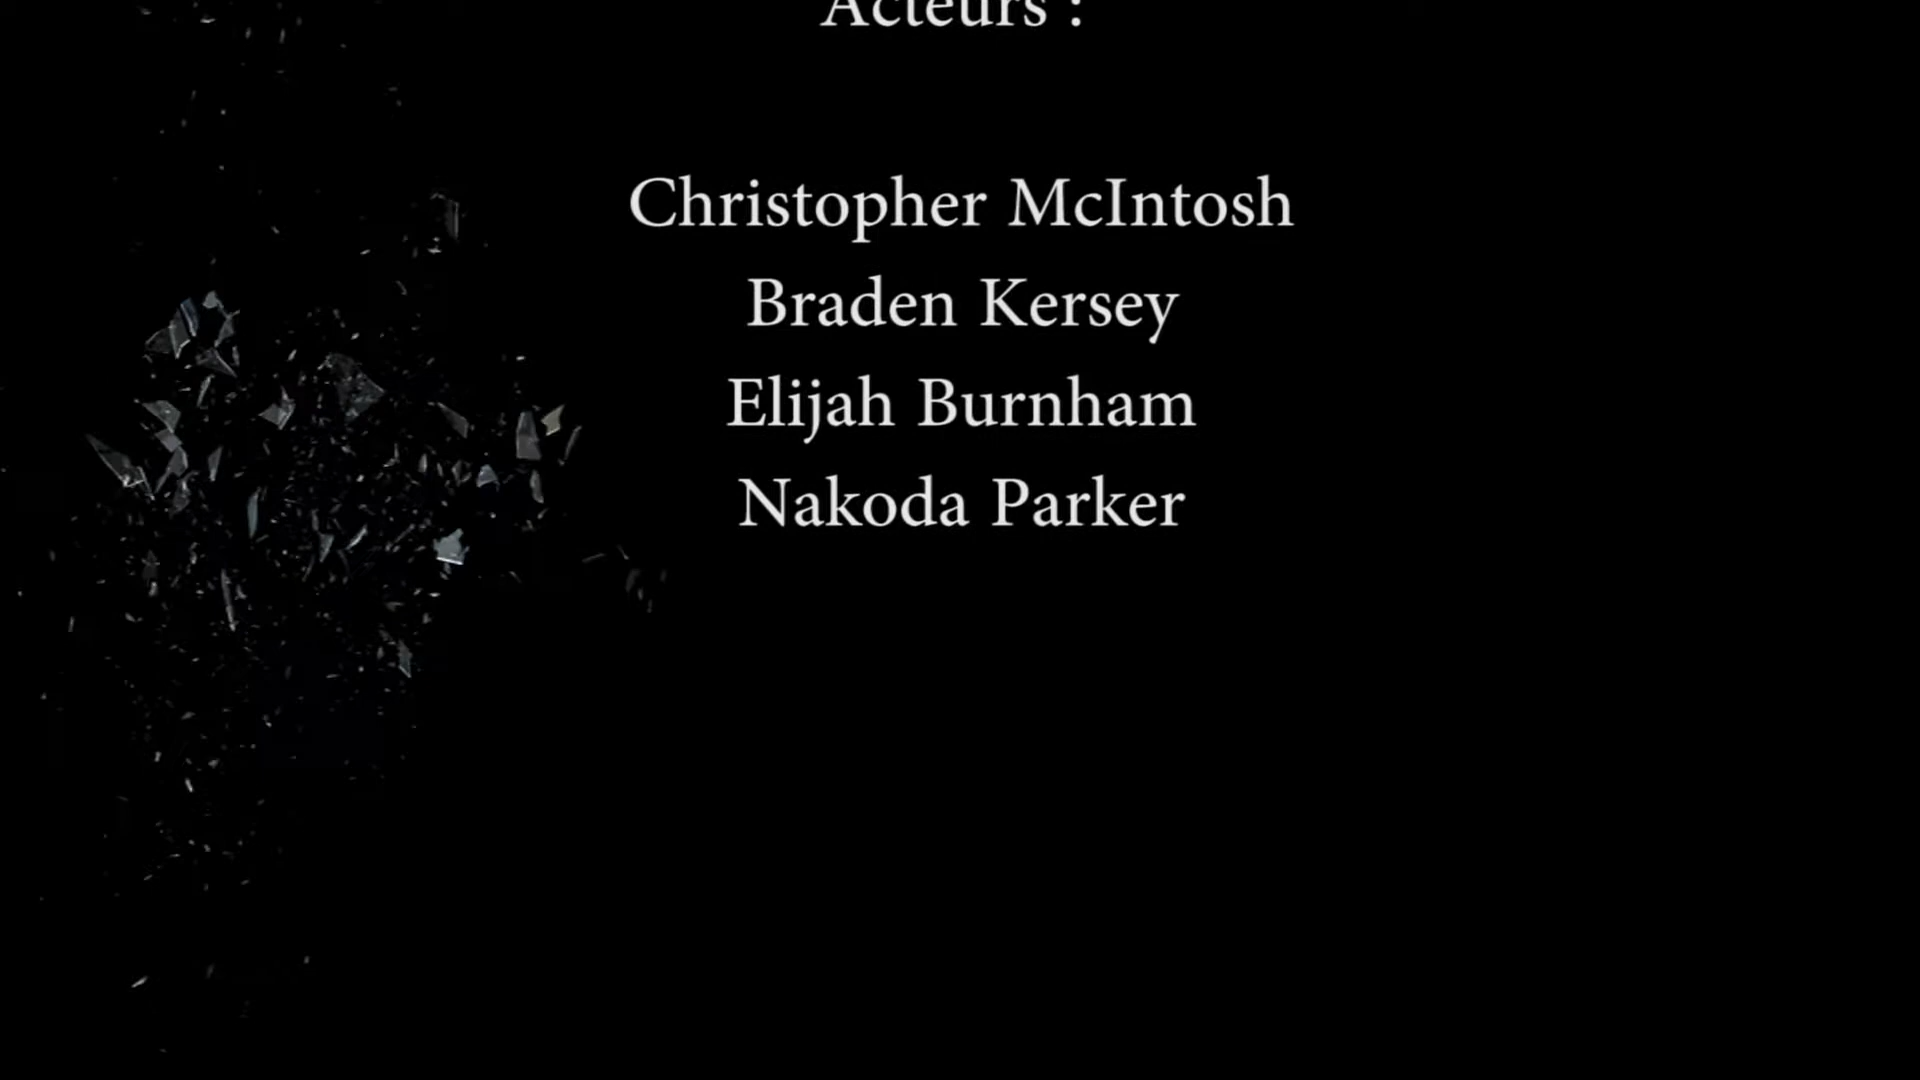 Acteurs :
Christopher McIntosh
Braden Kersey
Elijah Burnham
Nakoda Parker